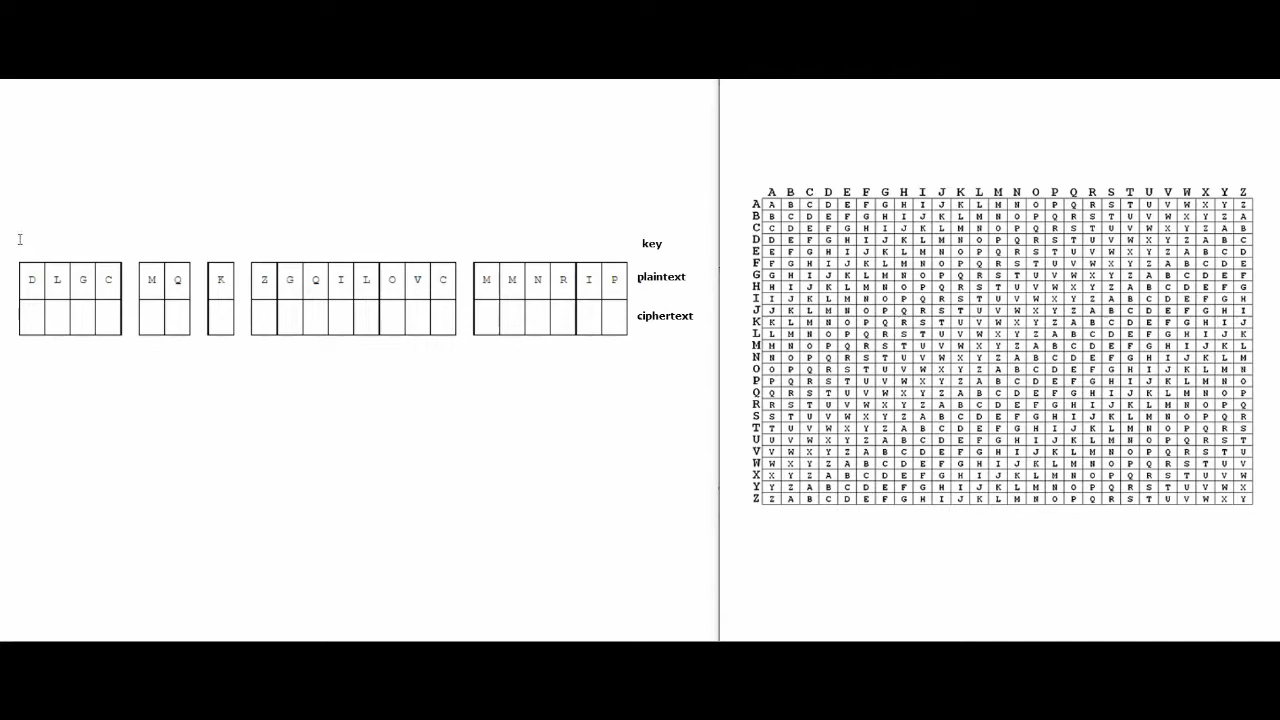 key
D L G C M Q K Z G Q I L O V C M M N R I P plaintext
ciphertext
A B C D E F G H I J K L M N O P Q R S T U V W X Y Z
A A B C D E F G H I J K L M N O P Q R S T U V W X Y Z
B B C D E F G H I J K L M N O P Q R S T U V W X Y Z A
C C D E F G H I J K L M N O P Q R S T U V W X Y Z A B
D D E F G H I J K L M N O P Q R S T U V W X Y Z A B C
E E F G H I J K L M N O P Q R S T U V W X Y Z A B C D
F F G H I J K L M N O P Q R S T U V W X Y Z A B C D E
G G H I J K L M N O P Q R S T U V W X Y Z A B C D E F
H H I J K L M N O P Q R S T U V W X Y Z A B C D E F G
I I J K L M N O P Q R S T U V W X Y Z A B C D E F G H
J J K L M N O P Q R S T U V W X Y Z A B C D E F G H I
K K L M N O P Q R S T U V W X Y Z A B C D E F G H I J
L L M N O P Q R S T U V W X Y Z A B C D E F G H I J K
M M N O P Q R S T U V W X Y Z A B C D E F G H I J K L
N N O P Q R S T U V W X Y Z A B C D E F G H I J K L M
O O P Q R S T U V W X Y Z A B C D E F G H I J K L M N
P P Q R S T U V W X Y Z A B C D E F G H I J K L M N O
Q Q R S T U V W X Y Z A B C D E F G H I J K L M N O P
R R S T U V W X Y Z A B C D E F G H I J K L M N O P Q
S S T U V W X Y Z A B C D E F G H I J K L M N O P Q R
T T U V W X Y Z A B C D E F G H I J K L M N O P Q R S
U U V W X Y Z A B C D E F G H I J K L M N O P Q R S T
V V W X Y Z A B C D E F G H I J K L M N O P Q R S T U
W W X Y Z A B C D E F G H I J K L M N O P Q R S T U V
X X Y Z A B C D E F G H I J K L M N O P Q R S T U V W
Y Y Z A B C D E F G H I J K L M N O P Q R S T U V W X
Z Z A B C D E F G H I J K L M N O P Q R S T U V W X Y